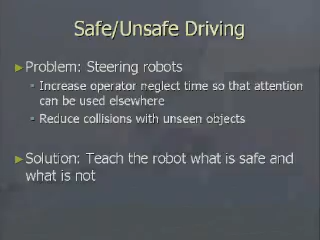 Safe/Unsafe Driving
Problem: Steering robots
Increase operator neglect time so that attention
can be used elsewhere
Reduce collisions with unseen objects
Solution: Teach the robot what is safe and
what is not